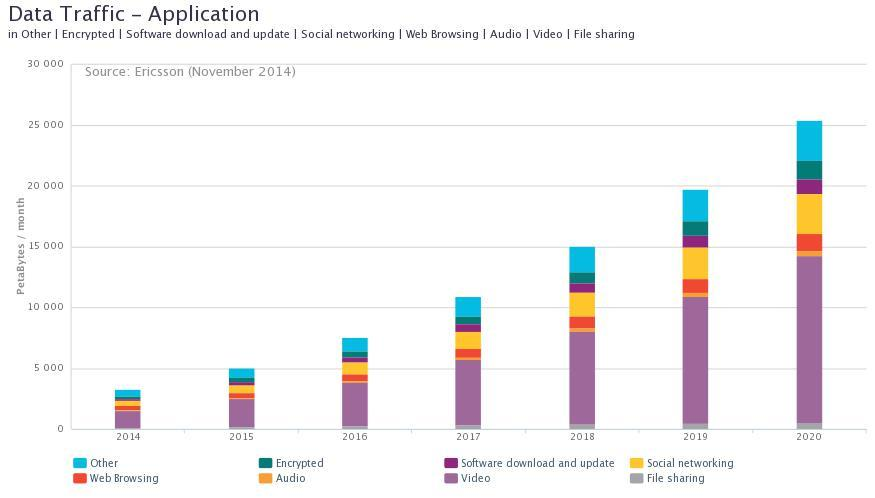 Data Traffic – Application
in Other | Encrypted | Software download and update | Social networking | Web Browsing | Audio | Video | File sharing
Source: Ericsson (November 2014)
PetaBytes / month
30 000
25 000
20 000
15 000
10 000
5 000
0
2014 2015 2016 2017 2018 2019 2020
Other Encrypted Software download and update Social networking
Web Browsing Audio Video File sharing